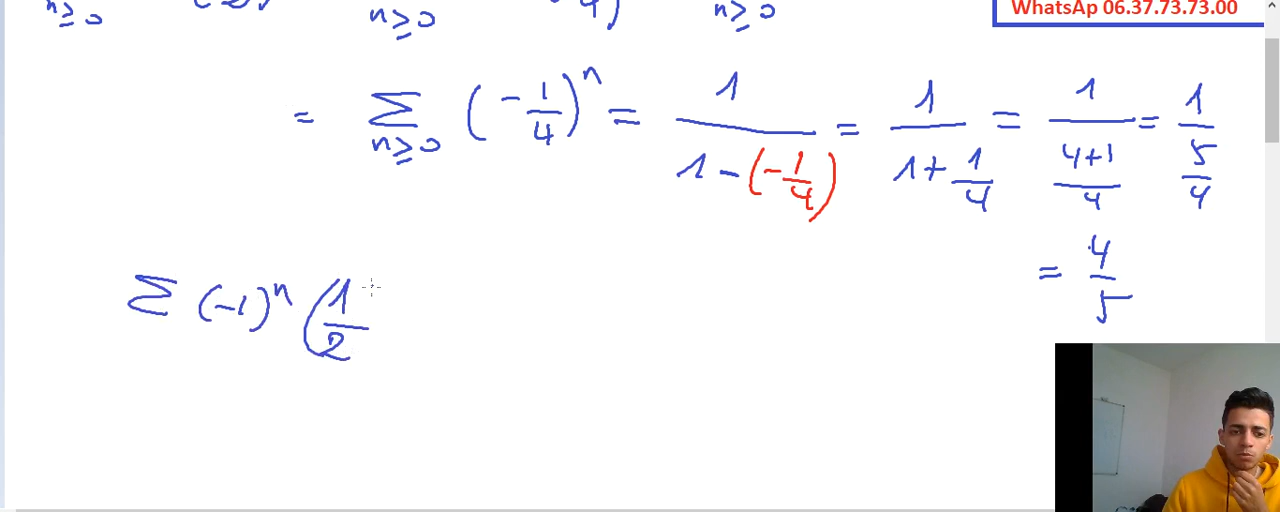 n≥0 n≥0 4) n≥0
WhatsAp 06.37.73.73.00
= Σ n≥0 (-1/4)^n = 1/(1-(-1/4)) = 1/(1+1/4) = 1/((4+1)/4) = 1/(5/4)
= 4/5
Σ (-1)^n (1/2